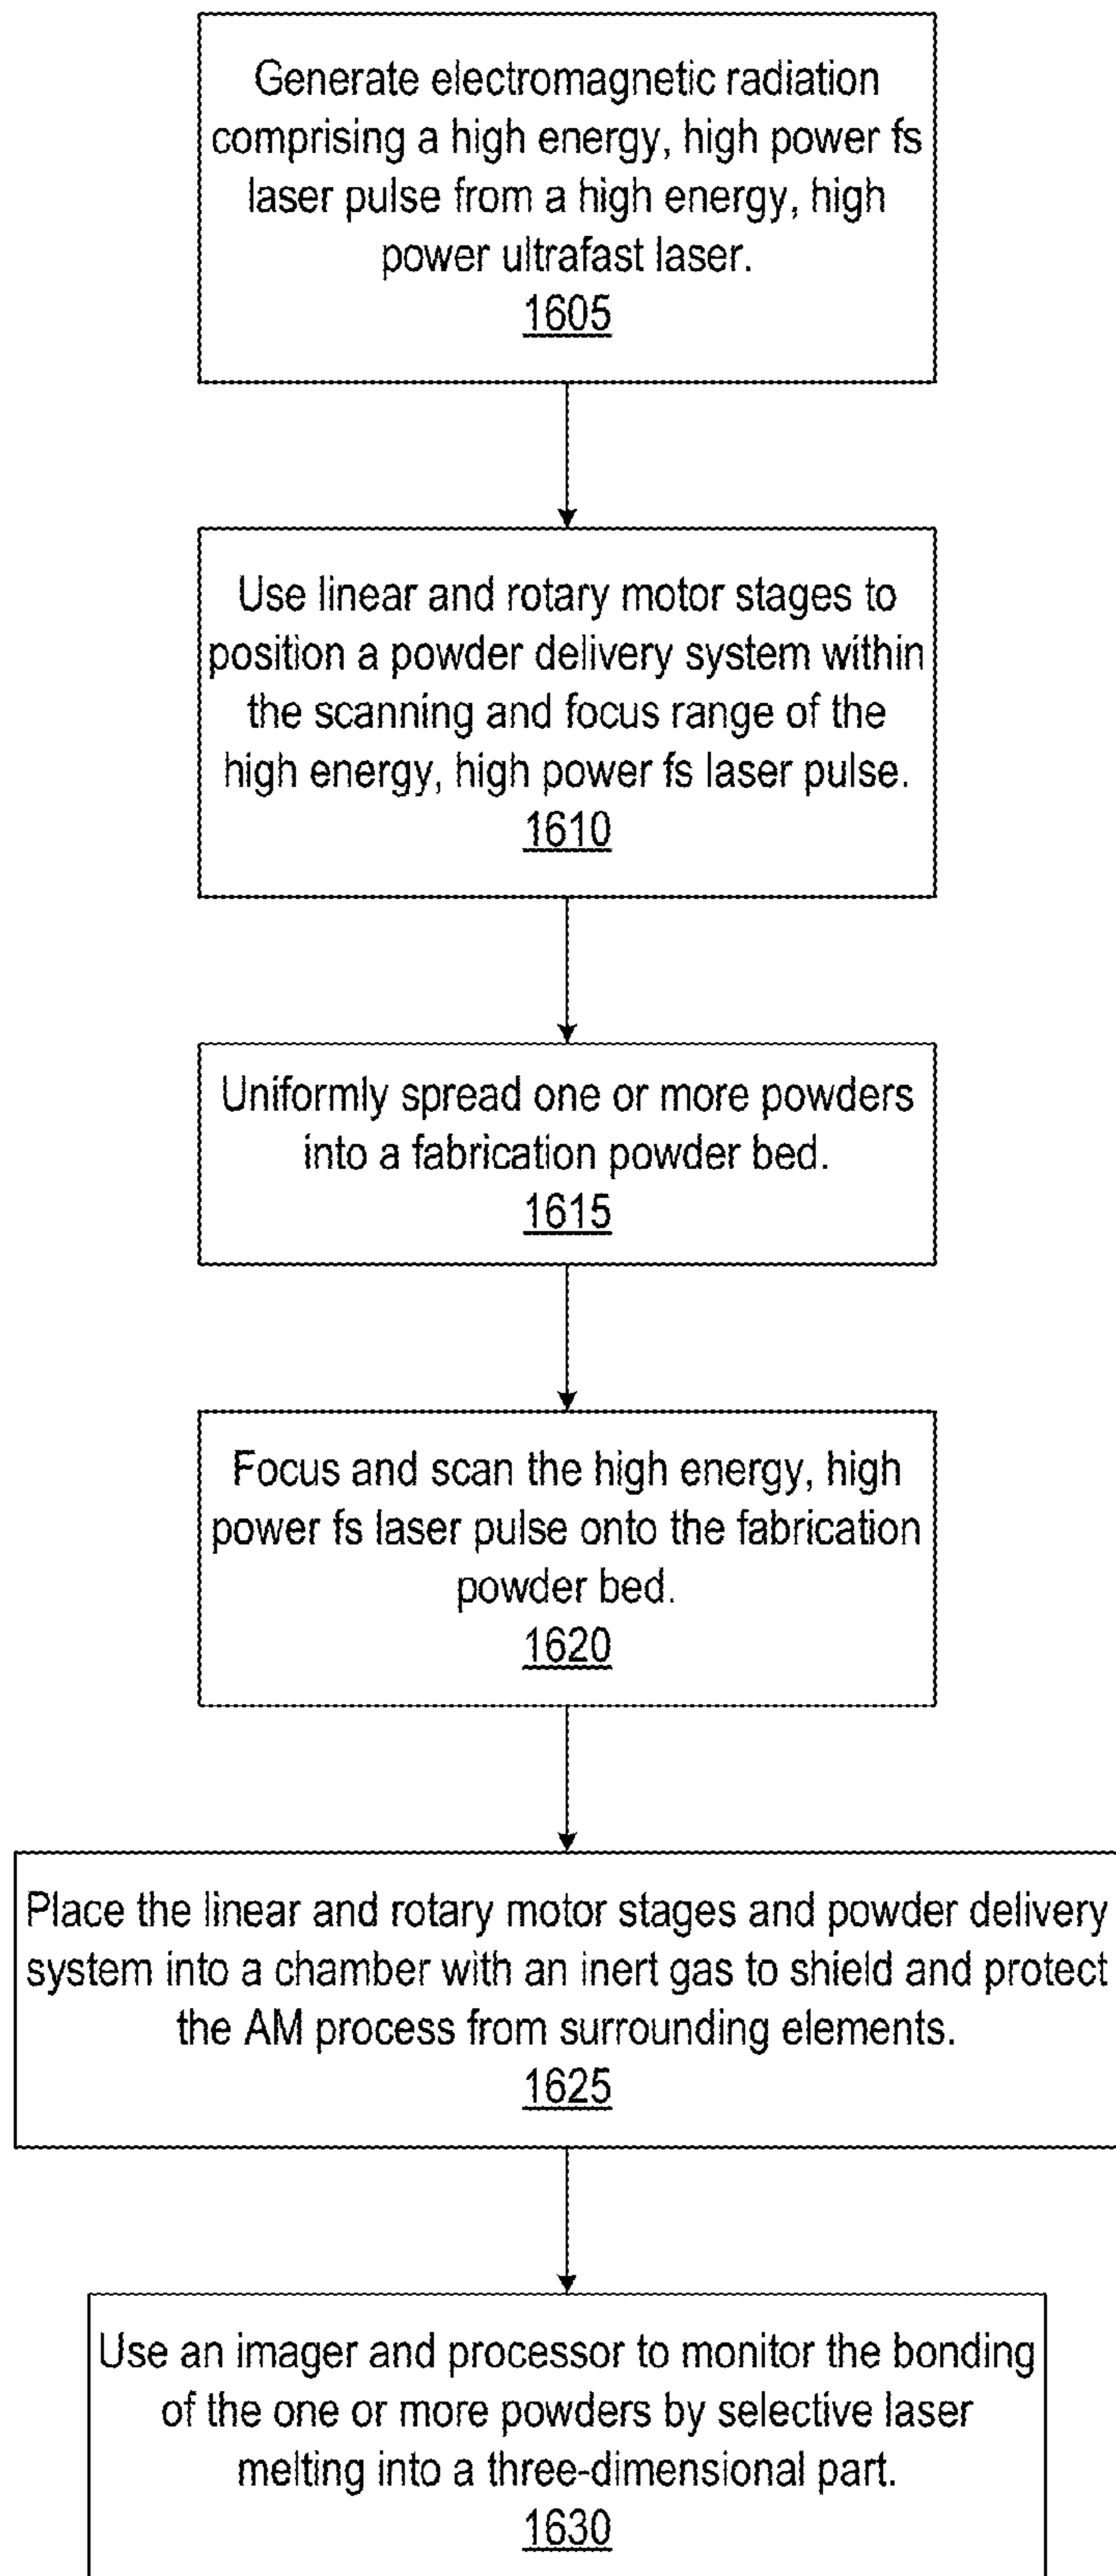 Generate electromagnetic radiation
comprising a high energy, high power fs
laser pulse from a high energy, high
power ultrafast laser.
1605
Use linear and rotary motor stages to
position a powder delivery system within
the scanning and focus range of the
high energy, high power fs laser pulse.
1610
Uniformly spread one or more powders
into a fabrication powder bed.
1615
Focus and scan the high energy, high
power fs laser pulse onto the fabrication
powder bed.
1620
Place the linear and rotary motor stages and powder delivery
system into a chamber with an inert gas to shield and protect
the AM process from surrounding elements.
1625
Use an imager and processor to monitor the bonding
of the one or more powders by selective laser
melting into a three-dimensional part.
1630